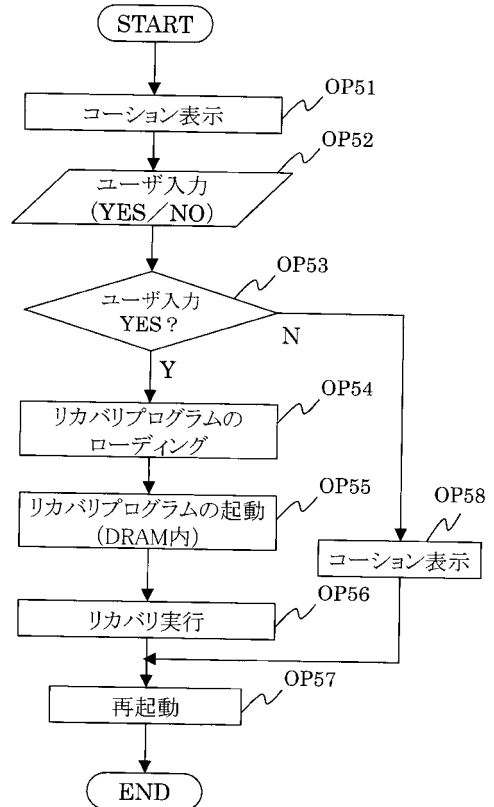 START
コーション表示
OP51
ユーザ入力
(YES/NO)
OP52
ユーザ入力
YES?
OP53
N
Y
リカバリプログラムの
ローディング
OP54
リカバリプログラムの起動
(DRAM内)
OP55
コーション表示
OP58
リカバリ実行
OP56
再起動
OP57
END